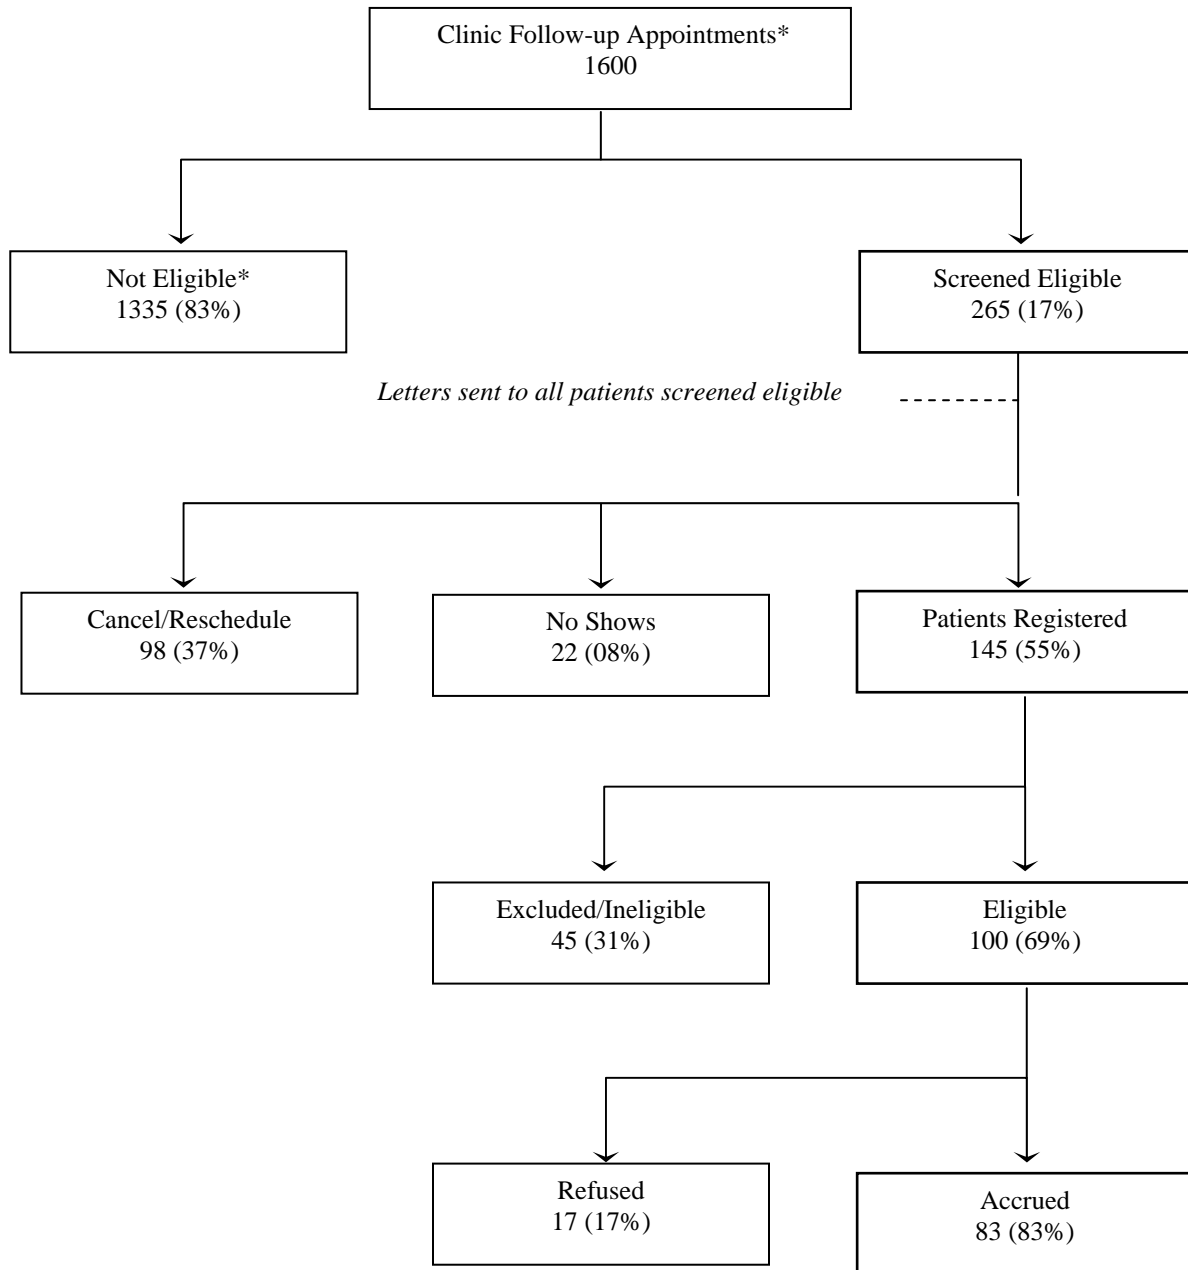 Clinic Follow-up Appointments*
1600
Not Eligible*
1335 (83%)
Screened Eligible
265 (17%)
Letters sent to all patients screened eligible
Cancel/Reschedule
98 (37%)
No Shows
22 (08%)
Patients Registered
145 (55%)
Excluded/Ineligible
45 (31%)
Eligible
100 (69%)
Refused
17 (17%)
Accrued
83 (83%)